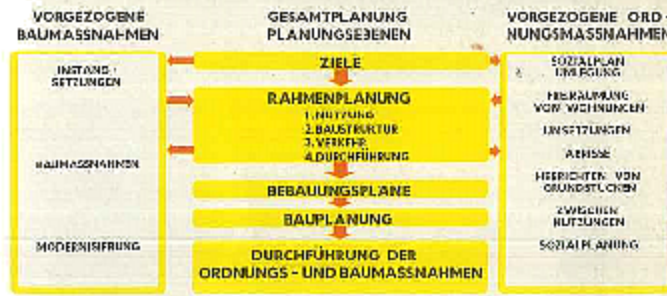 VORGEZOGENE
BAUMASSNAHMEN
INSTAND-
SETZUNGEN
BAUMASSNAHMEN
MODERNISIERUNG
GESAMTPLANUNG
PLANUNGSEBENEN
ZIELE
RAHMENPLANUNG
1. NUTZUNG
2. BAUSTRUKTUR
3. VERKEHR
4. DURCHFÜHRUNG
BEBAUUNGSPLÄNE
BAUPLANUNG
DURCHFÜHRUNG DER
ORDNUNGS- UND BAUMASSNAHMEN
VORGEZOGENE ORD-
NUNGSMASSNAHMEN
SOZIALPLAN
UMLEGUNG
FREIRÄUMUNG
VON WOHNUNGEN
UMSETZUNGEN
ABRISSE
HERRICHTEN VON
GRUNDSTÜCKEN
ZWISCHEN
NUTZUNGEN
SOZIALPLANUNG